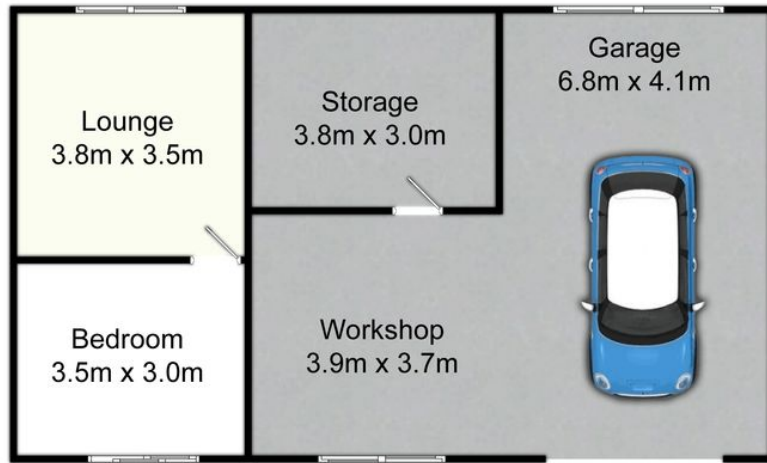 Lounge
3.8m x 3.5m
Storage
3.8m x 3.0m
Garage
6.8m x 4.1m
Bedroom
3.5m x 3.0m
Workshop
3.9m x 3.7m